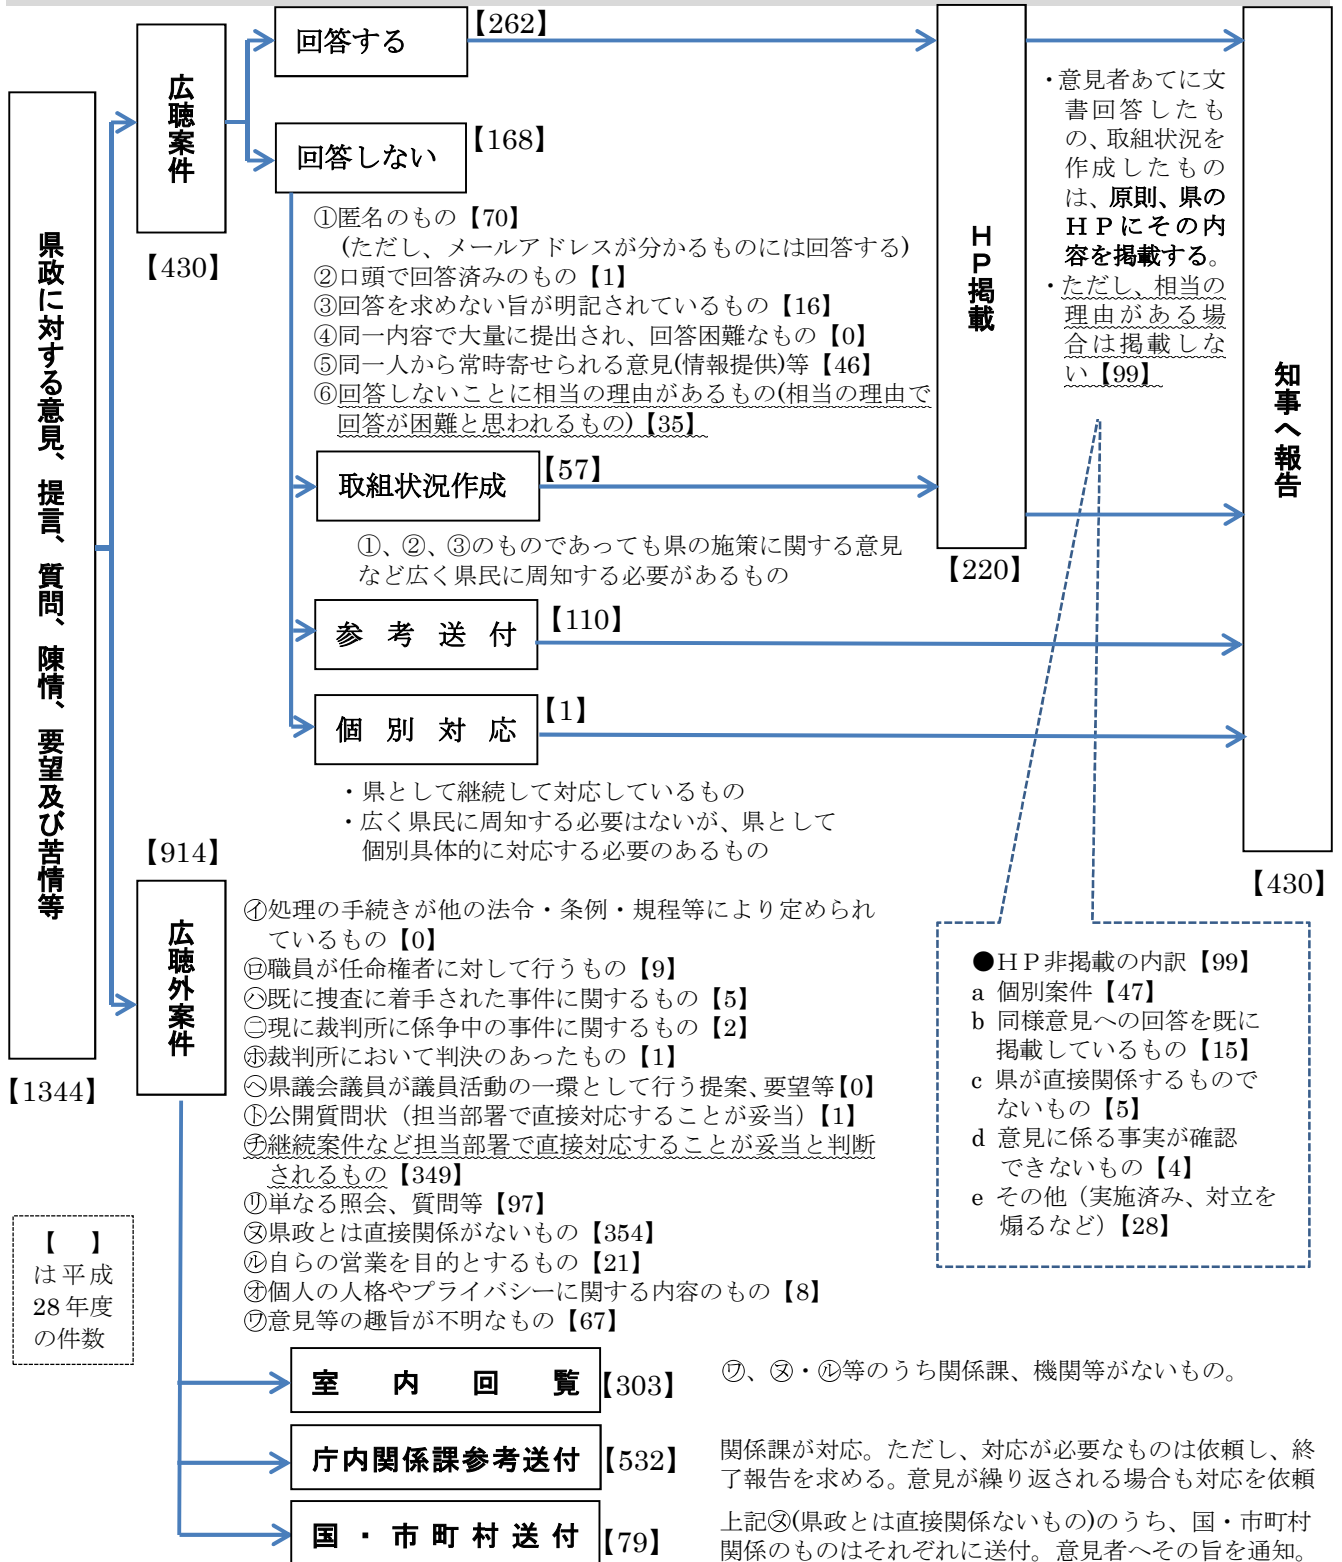 県政に対する意見、提言、質問、陳情、要望及び苦情等
【1344】
広聴案件
【430】
回答する
【262】
回答しない
【168】
①匿名のもの【70】
(ただし、メールアドレスが分かるものには回答する)
②口頭で回答済みのもの【1】
③回答を求めない旨が明記されているもの【16】
④同一内容で大量に提出され、回答困難なもの【0】
⑤同一人から常時寄せられる意見(情報提供)等【46】
⑥回答しないことに相当の理由があるもの(相当の理由で
回答が困難と思われるもの)【35】
取組状況作成
【57】
①、②、③のものであっても県の施策に関する意見
など広く県民に周知する必要があるもの
参考送付
【110】
個別対応
【1】
・県として継続して対応しているもの
・広く県民に周知する必要はないが、県として
個別具体的に対応する必要のあるもの
HP掲載
【220】
・意見者あてに文
書回答したも
の、取組状況を
作成したもの
は、原則、県の
HPにその内
容を掲載する。
・ただし、相当の
理由がある場
合は掲載しな
い【99】
知事へ報告
【430】
●HP非掲載の内訳【99】
a 個別案件【47】
b 同様意見への回答を既に
掲載しているもの【15】
c 県が直接関係するもので
ないもの【5】
d 意見に係る事実が確認
できないもの【4】
e その他(実施済み、対立を
煽るなど)【28】
【914】
広聴外案件
㋑処理の手続きが他の法令・条例・規程等により定められ
ているもの【0】
㋺職員が任命権者に対して行うもの【9】
㋩既に捜査に着手された事件に関するもの【5】
㋥現に裁判所に係争中の事件に関するもの【2】
㋭裁判所において判決のあったもの【1】
㋬県議会議員が議員活動の一環として行う提案、要望等【0】
㋣公開質問状(担当部署で直接対応することが妥当)【1】
㋠継続案件など担当部署で直接対応することが妥当と判断
されるもの【349】
㋷単なる照会、質問等【97】
㋦県政とは直接関係がないもの【354】
㋸自らの営業を目的とするもの【21】
㋔個人の人格やプライバシーに関する内容のもの【8】
㋻意見等の趣旨が不明なもの【67】
【 】
は平成
28年度
の件数
室内回覧
【303】
㋻、㋦・㋸等のうち関係課、機関等がないもの。
庁内関係課参考送付
【532】
関係課が対応。ただし、対応が必要なものは依頼し、終
了報告を求める。意見が繰り返される場合も対応を依頼
国・市町村送付
【79】
上記㋦(県政とは直接関係ないもの)のうち、国・市町村
関係のものはそれぞれに送付。意見者へその旨を通知。